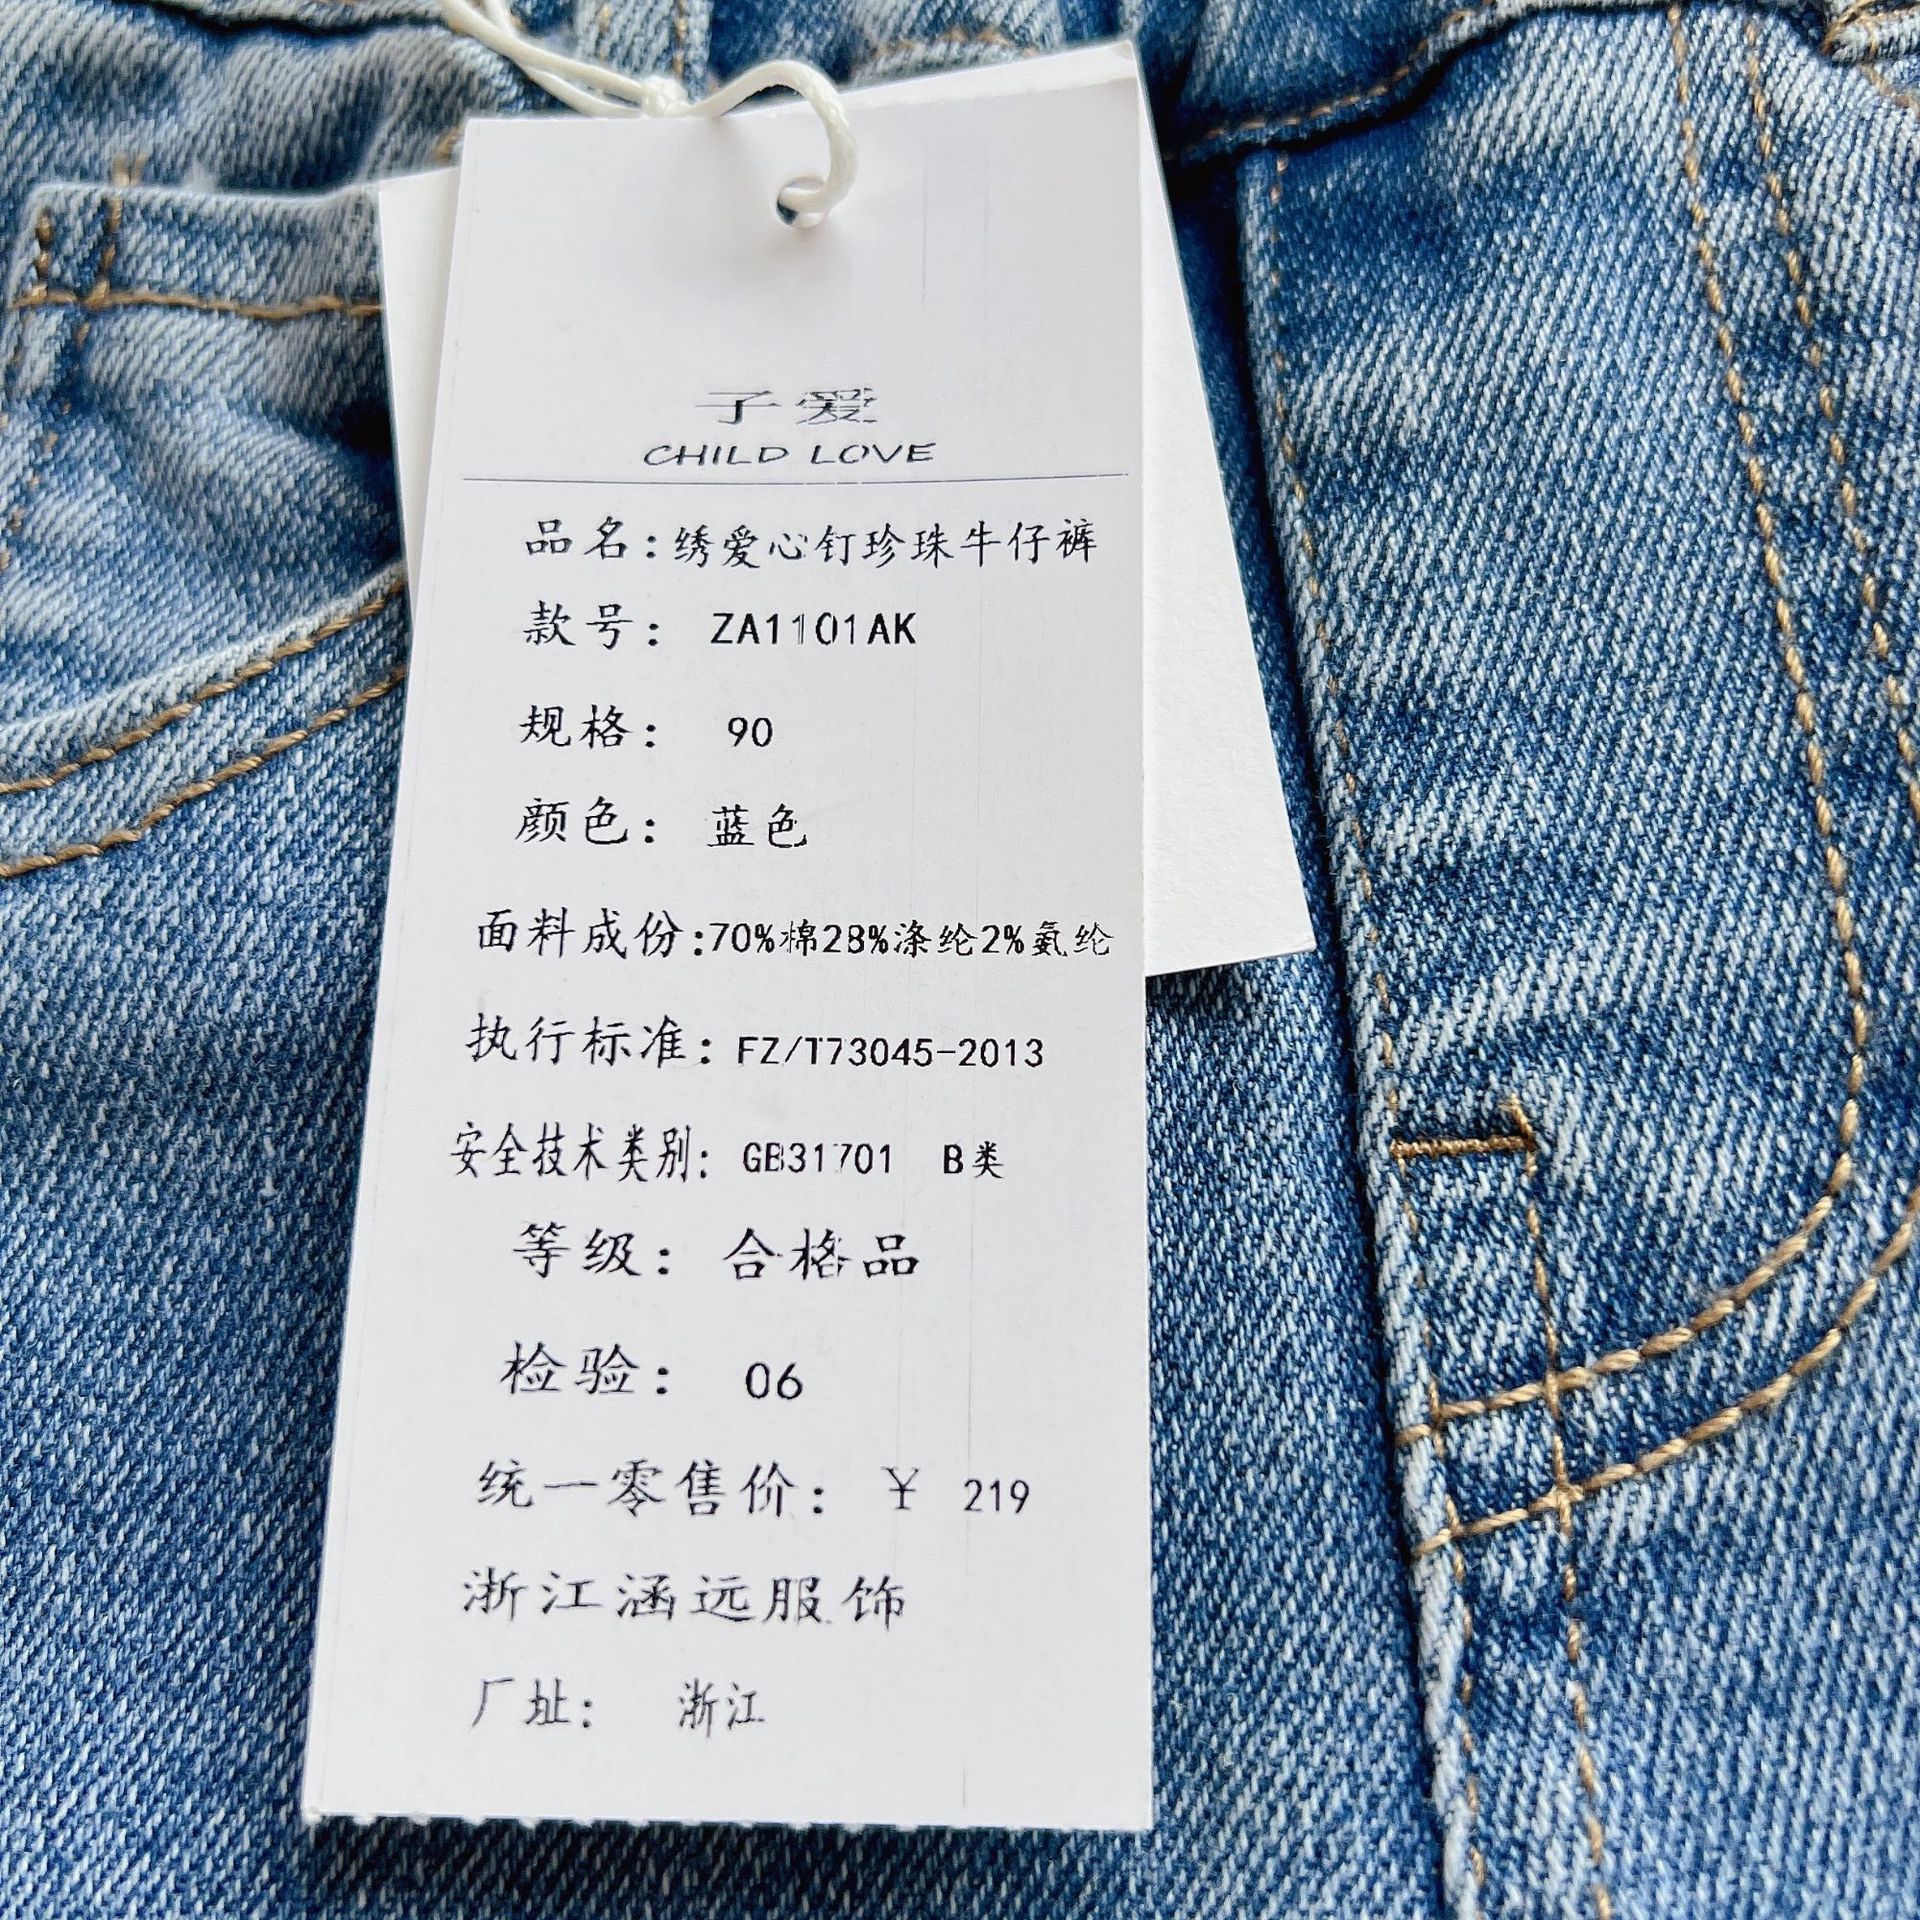 子爱
CHILD LOVE
品名:绣爱心钉珍珠牛仔裤
款号: ZA1101AK
规格: 90
颜色: 蓝色
面料成份:70%棉28%涤纶2%氨纶
执行标准: FZ/T73045-2013
安全技术类别: GB31701 B类
等级: 合格品
检验: 06
统一零售价: ￥ 219
浙江涵远服饰
厂址: 浙江